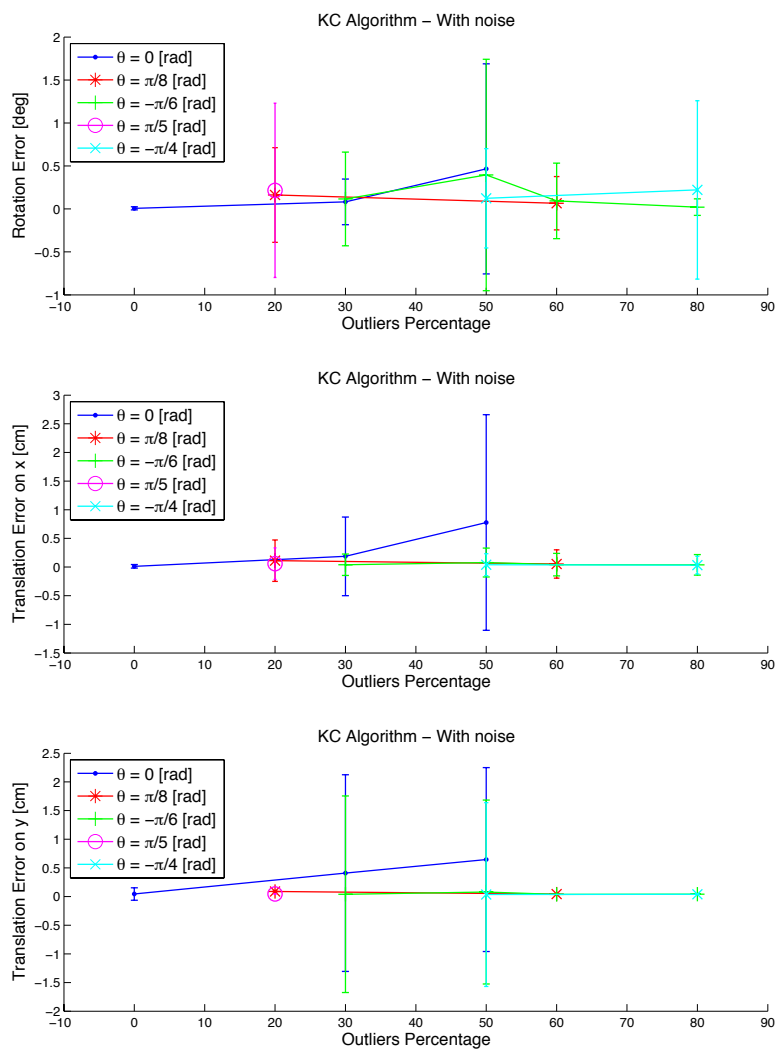 KC Algorithm − With noise
2
1.5
1
0.5
0
−0.5
−1
Rotation Error [deg]
θ = 0 [rad]
θ = π/8 [rad]
θ = −π/6 [rad]
θ = π/5 [rad]
θ = −π/4 [rad]
−10 0 10 20 30 40 50 60 70 80 90
Outliers Percentage
KC Algorithm − With noise
3
2.5
2
1.5
1
0.5
0
−0.5
−1
−1.5
Translation Error on x [cm]
θ = 0 [rad]
θ = π/8 [rad]
θ = −π/6 [rad]
θ = π/5 [rad]
θ = −π/4 [rad]
−10 0 10 20 30 40 50 60 70 80 90
Outliers Percentage
KC Algorithm − With noise
2.5
2
1.5
1
0.5
0
−0.5
−1
−1.5
−2
Translation Error on y [cm]
θ = 0 [rad]
θ = π/8 [rad]
θ = −π/6 [rad]
θ = π/5 [rad]
θ = −π/4 [rad]
−10 0 10 20 30 40 50 60 70 80 90
Outliers Percentage